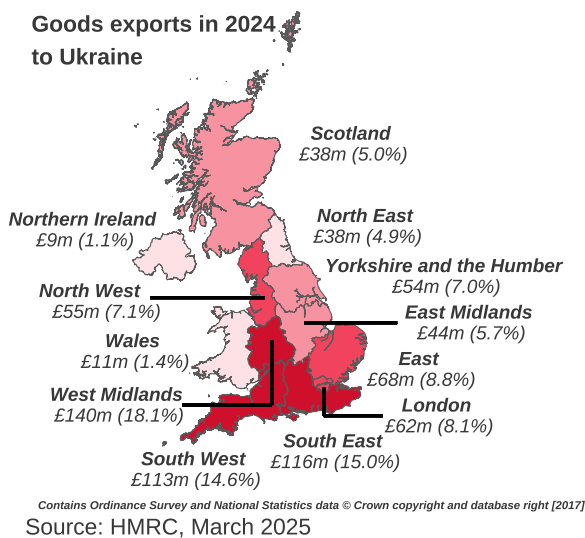 Goods exports in 2024
to Ukraine
Scotland
£38m (5.0%)
Northern Ireland
£9m (1.1%)
North East
£38m (4.9%)
Yorkshire and the Humber
£54m (7.0%)
North West
£55m (7.1%)
East Midlands
£44m (5.7%)
Wales
£11m (1.4%)
East
£68m (8.8%)
West Midlands
£140m (18.1%)
London
£62m (8.1%)
South East
£116m (15.0%)
South West
£113m (14.6%)
Contains Ordinance Survey and National Statistics data © Crown copyright and database right [2017]
Source: HMRC, March 2025